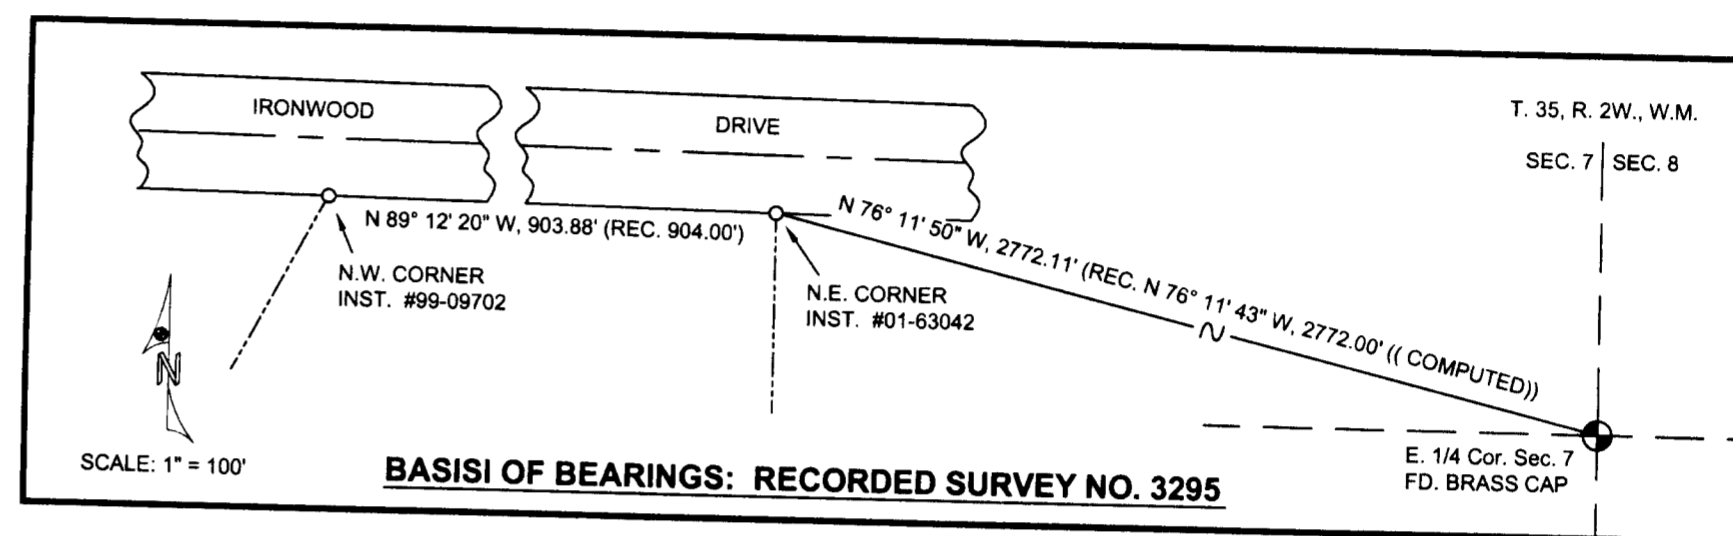 IRONWOOD
DRIVE
T. 35, R. 2W., W.M.
SEC. 7 SEC. 8
N 89° 12' 20" W, 903.88' (REC. 904.00')
N 76° 11' 50" W, 2772.11' (REC. N 76° 11' 43" W, 2772.00' (( COMPUTED))
N.W. CORNER
INST. #99-09702
N.E. CORNER
INST. #01-63042
N
SCALE: 1" = 100'
BASISI OF BEARINGS: RECORDED SURVEY NO. 3295
E. 1/4 Cor. Sec. 7
FD. BRASS CAP